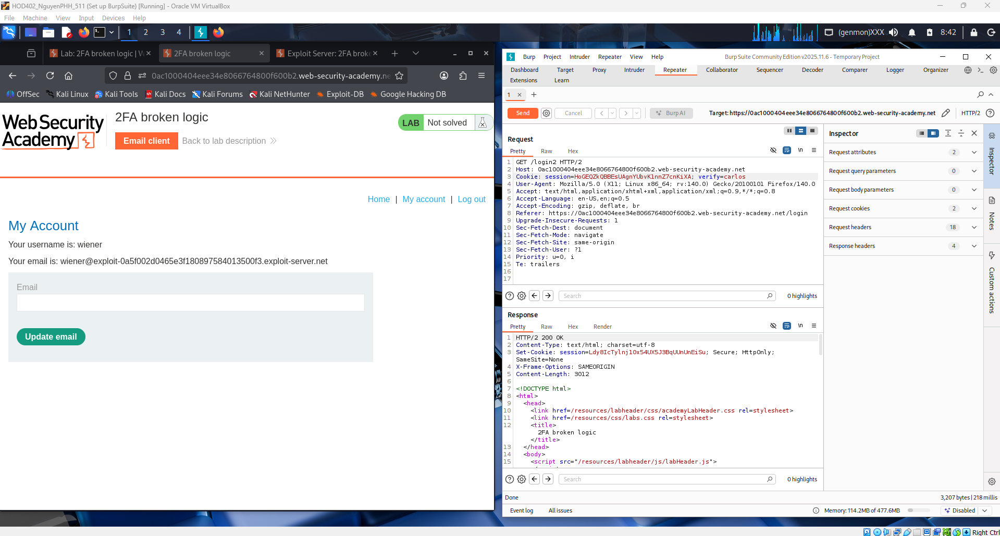 HOD402_NguyenPHH_511 (Set up BurpSuite) [Running] - Oracle VM VirtualBox
File Machine View Input Devices Help
1 2 3 4 (genmon)XXX 8:42
Lab: 2FA broken logic | W
2FA broken logic
Exploit Server: 2FA broke
0ac1000404eee34e8066764800f600b2.web-security-academy.ne
OffSec Kali Linux Kali Tools Kali Docs Kali Forums Kali NetHunter Exploit-DB Google Hacking DB
WebSecurity
Academy
2FA broken logic
Email client
Back to lab description
LAB Not solved
Home | My account | Log out
My Account
Your username is: wiener
Your email is: wiener@exploit-0a5f002d0465e3f180897584013500f3.exploit-server.net
Email
Update email
Burp Project Intruder Repeater View Help
Burp Suite Community Edition v2025.11.6 - Temporary Project
Dashboard Target Proxy Intruder Repeater Collaborator Sequencer Decoder Comparer Logger Organizer
Extensions Learn
1
Send Cancel Burp AI Target: https://0ac1000404eee34e8066764800f600b2.web-security-academy.net HTTP/2
Request
Pretty Raw Hex
\n
1 GET /login2 HTTP/2
2 Host: 0ac1000404eee34e8066764800f600b2.web-security-academy.net
3 Cookie: session=HoGEQZkQBBEsUAgnYUbvK1nnZ7cnKiXA; verify=carlos
4 User-Agent: Mozilla/5.0 (X11; Linux x86_64; rv:140.0) Gecko/20100101 Firefox/140.0
5 Accept: text/html,application/xhtml+xml,application/xml;q=0.9,*/*;q=0.8
6 Accept-Language: en-US,en;q=0.5
7 Accept-Encoding: gzip, deflate, br
8 Referer: https://0ac1000404eee34e8066764800f600b2.web-security-academy.net/login
9 Upgrade-Insecure-Requests: 1
10 Sec-Fetch-Dest: document
11 Sec-Fetch-Mode: navigate
12 Sec-Fetch-Site: same-origin
13 Sec-Fetch-User: ?1
14 Priority: u=0, i
15 Te: trailers
16
17
Search
0 highlights
Response
Pretty Raw Hex Render
\n
1 HTTP/2 200 OK
2 Content-Type: text/html; charset=utf-8
3 Set-Cookie: session=Ldy8IcTylnj10x54UX5J3BqUUnUnEiSu; Secure; HttpOnly;
SameSite=None
4 X-Frame-Options: SAMEORIGIN
5 Content-Length: 3012
6
7 <!DOCTYPE html>
8 <html>
9 <head>
10 <link href=/resources/labheader/css/academyLabHeader.css rel=stylesheet>
11 <link href=/resources/css/labs.css rel=stylesheet>
12 <title>
2FA broken logic
</title>
13 </head>
14 <body>
15 <script src="/resources/labheader/js/labHeader.js">
Search
0 highlights
Inspector
Request attributes 2
Request query parameters 0
Request body parameters 0
Request cookies 2
Request headers 18
Response headers 4
Inspector
Notes
Custom actions
Done
3,207 bytes | 218 millis
Event log All issues
Memory: 114.2MB of 477.6MB
Disabled
Right Ctrl